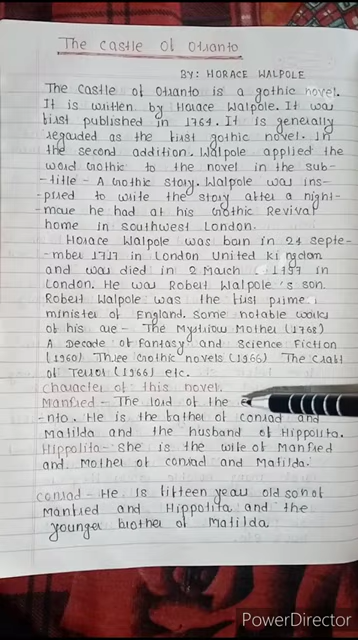 The Castle of Otranto
BY: HORACE WALPOLE
The Castle of Otranto is a gothic novel.
It is written by Horace Walpole. It was
first published in 1764. It is generally
regarded as the first gothic novel. In
the second addition. Walpole applied the
word Gothic to the novel in the sub-
-title - A Gothic story. Walpole was ins-
-pired to write the story after a night-
-mare he had at his Gothic Revival
home in southwest London.
Horace Walpole was born in 24 septe-
-mber 1717 in London United kingdom
and was died in 2 March 1797 in
London. He was Robert Walpole's son.
Robert Walpole was the first prime
minister of England. Some notable works
of his are - The Mysterious Mother (1768)
A Decade of Fantasy and Science Fiction
(1960) Three Gothic novels (1966) The Craft
of Terror (1966) etc.
Character of this novel.
Manfred - The lord of the
-nto. He is the father of conrad and
Matilda and the husband of Hippolita.
Hippolita - She is the wife of Manfred
and Mother of conrad and Matilda.
conrad - He is fifteen year old son of
Manfred and Hippolita and the
younger brother of Matilda
PowerDirector